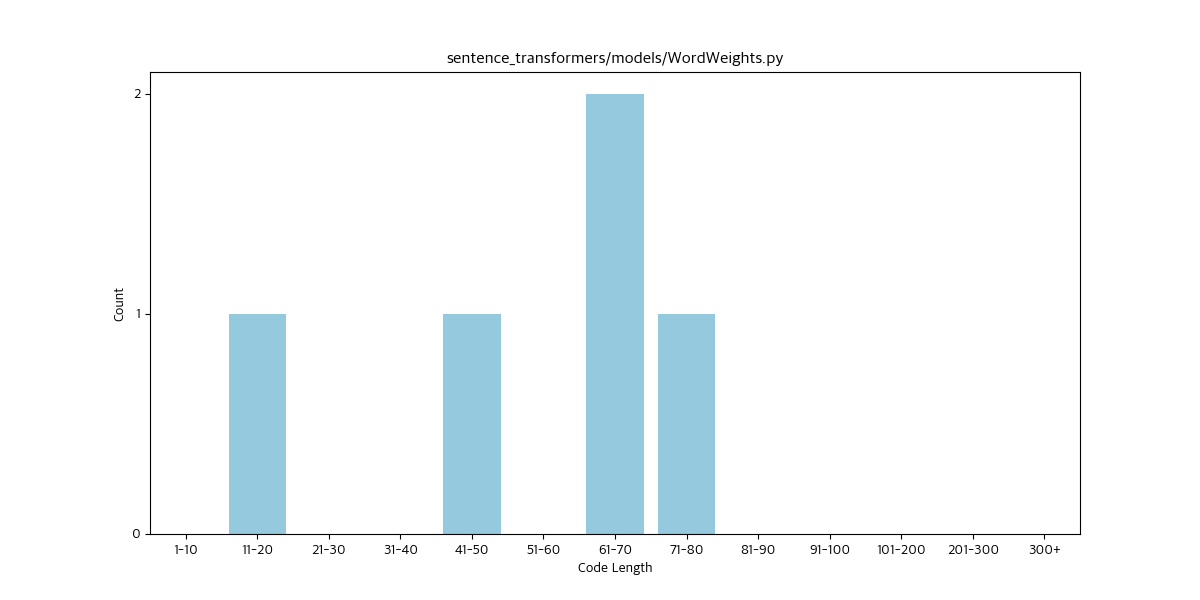 sentence_transformers/models/WordWeights.py
2
1
0
Count
1-10 11-20 21-30 31-40 41-50 51-60 61-70 71-80 81-90 91-100 101-200 201-300 300+
Code Length